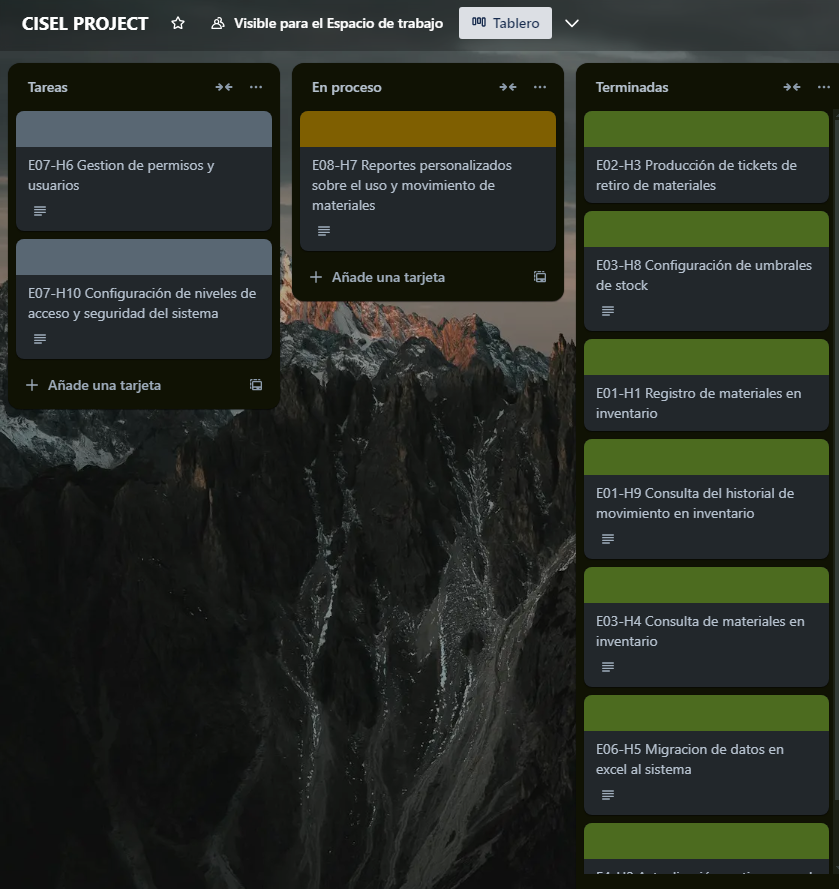 CISEL PROJECT
Visible para el Espacio de trabajo
Tablero
Tareas
E07-H6 Gestion de permisos y
usuarios
E07-H10 Configuración de niveles de
acceso y seguridad del sistema
Añade una tarjeta
En proceso
E08-H7 Reportes personalizados
sobre el uso y movimiento de
materiales
Añade una tarjeta
Terminadas
E02-H3 Producción de tickets de
retiro de materiales
E03-H8 Configuración de umbrales
de stock
E01-H1 Registro de materiales en
inventario
E01-H9 Consulta del historial de
movimiento en inventario
E03-H4 Consulta de materiales en
inventario
E06-H5 Migracion de datos en
excel al sistema